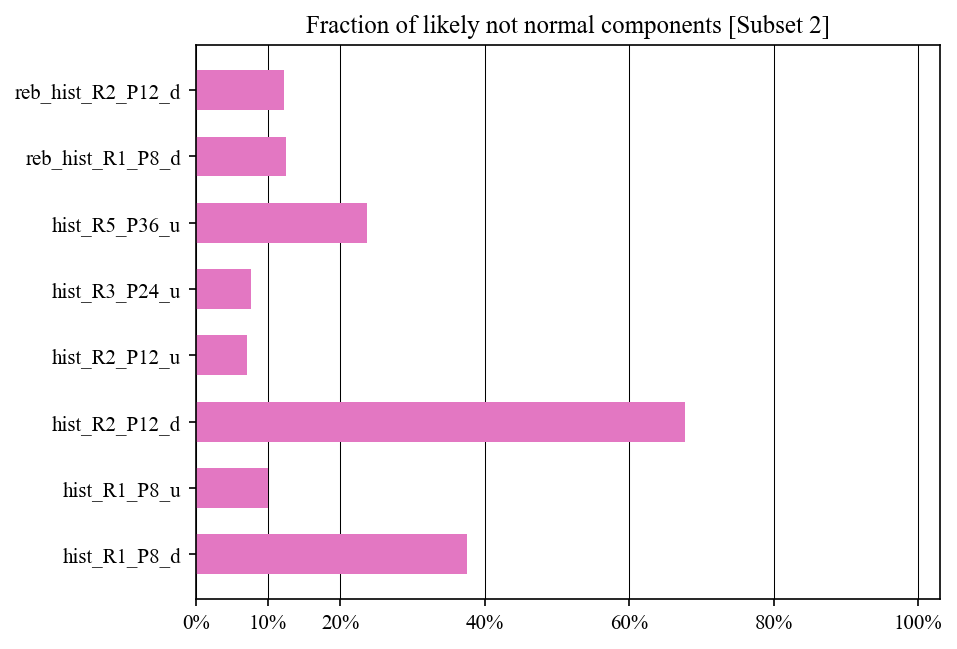 Fraction of likely not normal components [Subset 2]
reb_hist_R2_P12_d
reb_hist_R1_P8_d
hist_R5_P36_u
hist_R3_P24_u
hist_R2_P12_u
hist_R2_P12_d
hist_R1_P8_u
hist_R1_P8_d
0% 10% 20% 40% 60% 80% 100%